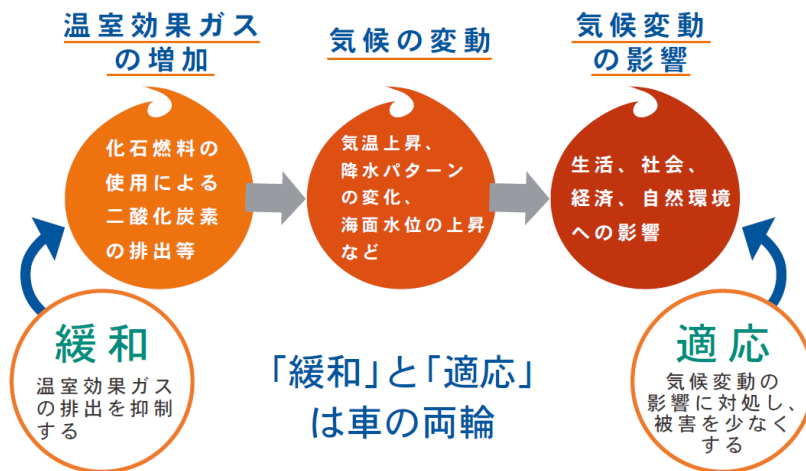 温室効果ガス
の増加
気候の変動
気候変動
の影響
化石燃料の
使用による
二酸化炭素
の排出等
気温上昇、
降水パターン
の変化、
海面水位の上昇
など
生活、社会、
経済、自然環境
への影響
緩和
温室効果ガス
の排出を抑制
する
「緩和」と「適応」
は車の両輪
適応
気候変動の
影響に対処し、
被害を少なく
する